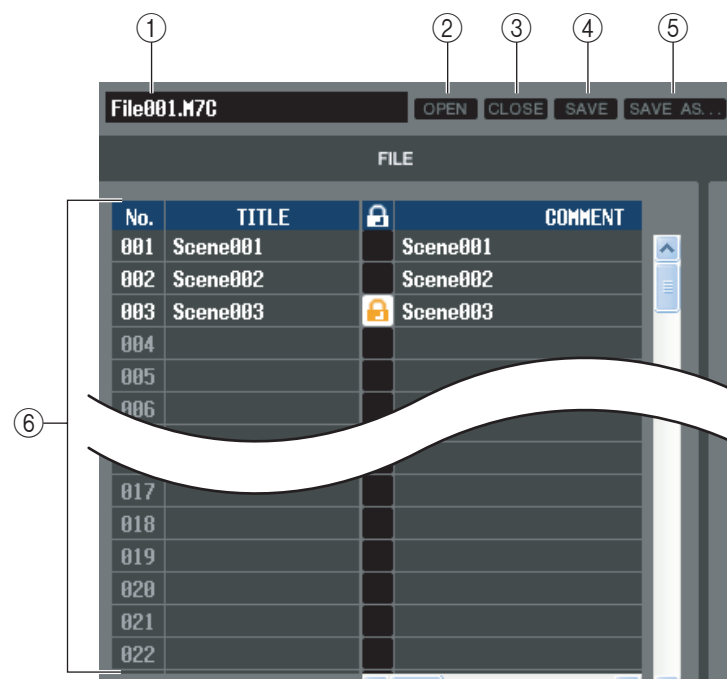 ① ② ③ ④ ⑤
File001.M7C OPEN CLOSE SAVE SAVE AS...
FILE
No. TITLE COMMENT
001 Scene001 Scene001
002 Scene002 Scene002
003 Scene003 Scene003
004
005
006
⑥
017
018
019
020
021
022